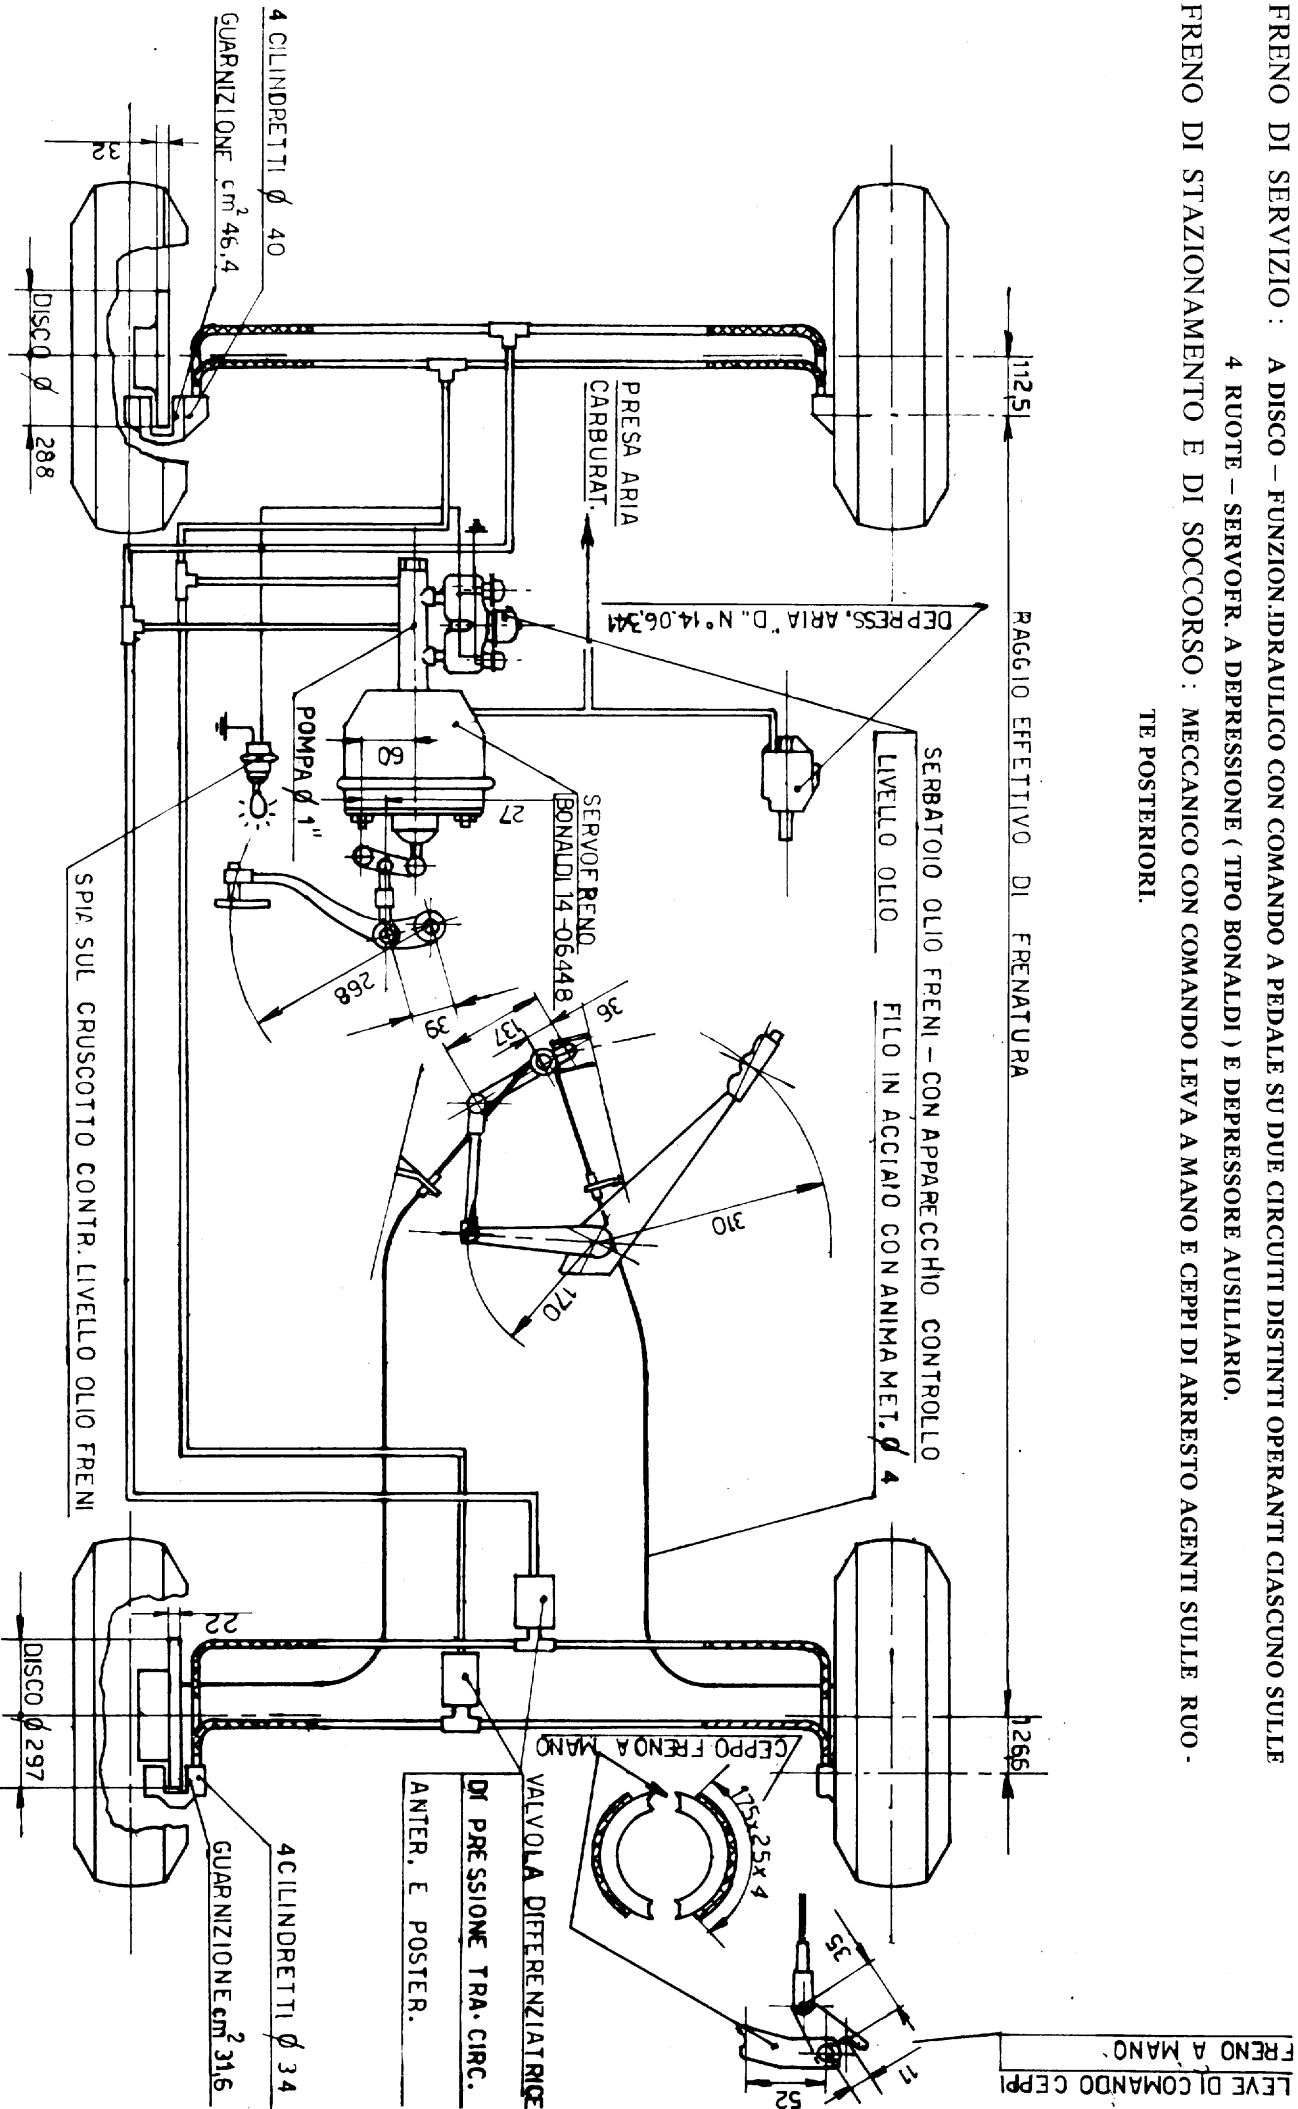 FRENO DI SERVIZIO : A DISCO – FUNZION.IDRAULICO CON COMANDO A PEDALE SU DUE CIRCUITI DISTINTI OPERANTI CIASCUNO SULLE
4 RUOTE – SERVOFR. A DEPRESSIONE ( TIPO BONALDI ) E DEPRESSORE AUSILIARIO.
FRENO DI STAZIONAMENTO E DI SOCCORSO : MECCANICO CON COMANDO LEVA A MANO E CEPPI DI ARRESTO AGENTI SULLE RUO -
TE POSTERIORI.
112,5
RAGGIO EFFETTIVO DI FRENATURA
126,6
SERBATOIO OLIO FRENI – CON APPARECCHIO CONTROLLO
LIVELLO OLIO
FILO IN ACCIAIO CON ANIMA MET. Ø 4
PRESA ARIA
CARBURAT.
DEPRESS. ARIA "D„ N° 14.06.341
SERVOFRENO
BONALDI 14-06448
60
27
POMPA Ø 1"
268
39
137
36
310
170
4 CILINDRETTI Ø 40
GUARNIZIONE cm² 46,4
32
DISCO Ø 288
SPIA SUL CRUSCOTTO CONTR. LIVELLO OLIO FRENI
CEPPO FRENO A MANO
175x25x4
VALVOLA DIFFERENZIATRICE
DI PRESSIONE TRA. CIRC.
ANTER. E POSTER.
4 CILINDRETTI Ø 34
GUARNIZIONE cm² 31,6
22
DISCO Ø 297
35
11
52
LEVE DI COMANDO CEPPI
FRENO A MANO